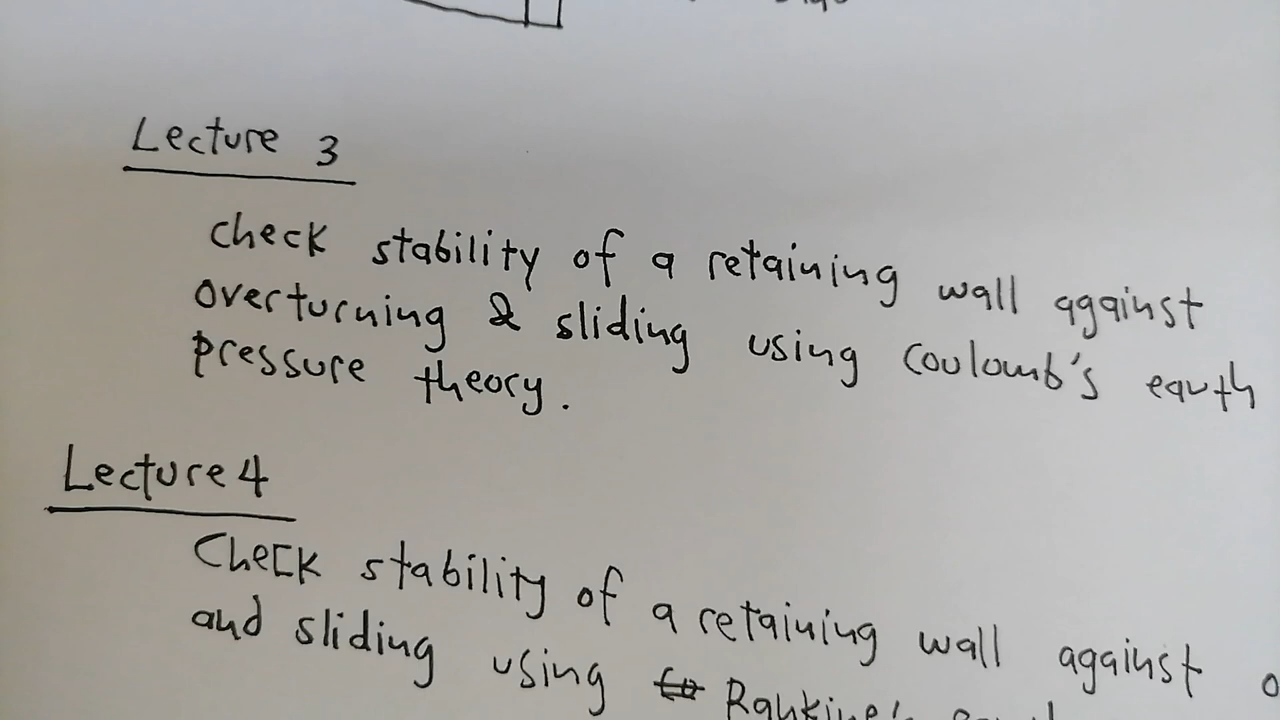 Lecture 3
check stability of a retaining wall against
overturning & sliding using Coulomb's earth
pressure theory.
Lecture 4
Check stability of a retaining wall against
and sliding using Rankine's